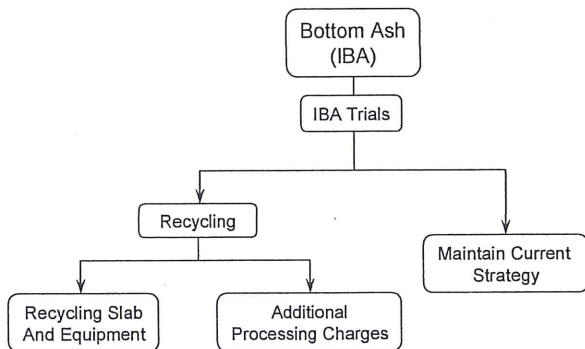 Bottom Ash
(IBA)
IBA Trials
Recycling
Maintain Current
Strategy
Recycling Slab
And Equipment
Additional
Processing Charges